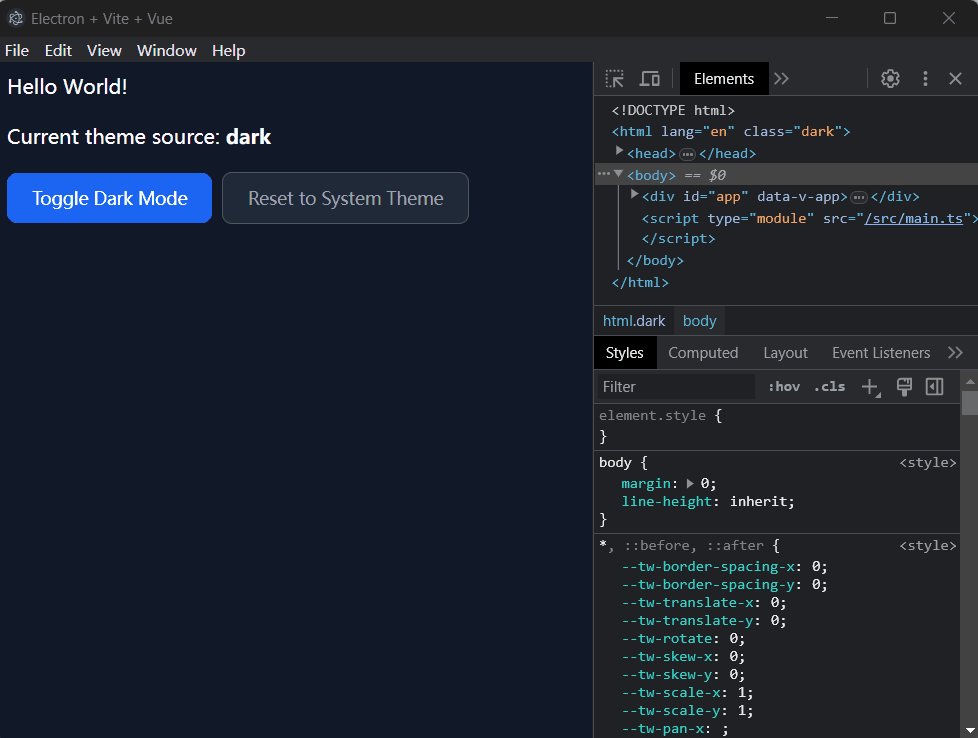 Electron + Vite + Vue
File Edit View Window Help
Hello World!
Current theme source: dark
Toggle Dark Mode Reset to System Theme
Elements
<!DOCTYPE html>
<html lang="en" class="dark">
<head> ··· </head>
··· <body> == $0
<div id="app" data-v-app> ··· </div>
<script type="module" src="/src/main.ts">
</script>
</body>
</html>
html.dark body
Styles Computed Layout Event Listeners
Filter :hov .cls
element.style {
}
body { <style>
margin: 0;
line-height: inherit;
}
*, ::before, ::after { <style>
--tw-border-spacing-x: 0;
--tw-border-spacing-y: 0;
--tw-translate-x: 0;
--tw-translate-y: 0;
--tw-rotate: 0;
--tw-skew-x: 0;
--tw-skew-y: 0;
--tw-scale-x: 1;
--tw-scale-y: 1;
--tw-pan-x: ;